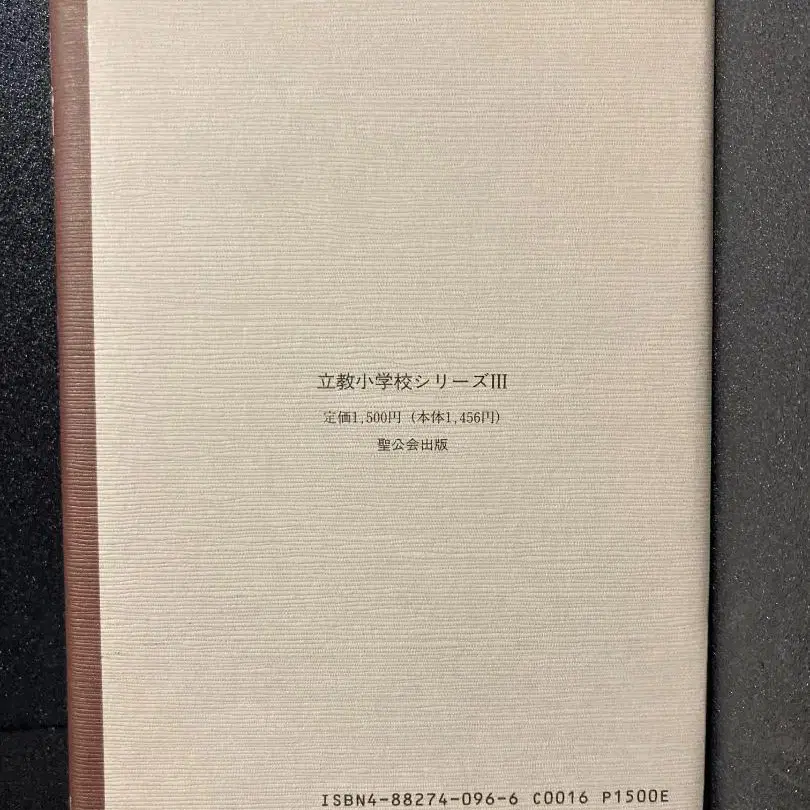 立教小学校シリーズIII
定価1,500円（本体1,456円）
聖公会出版
ISBN4-88274-096-6 C0016 P1500E